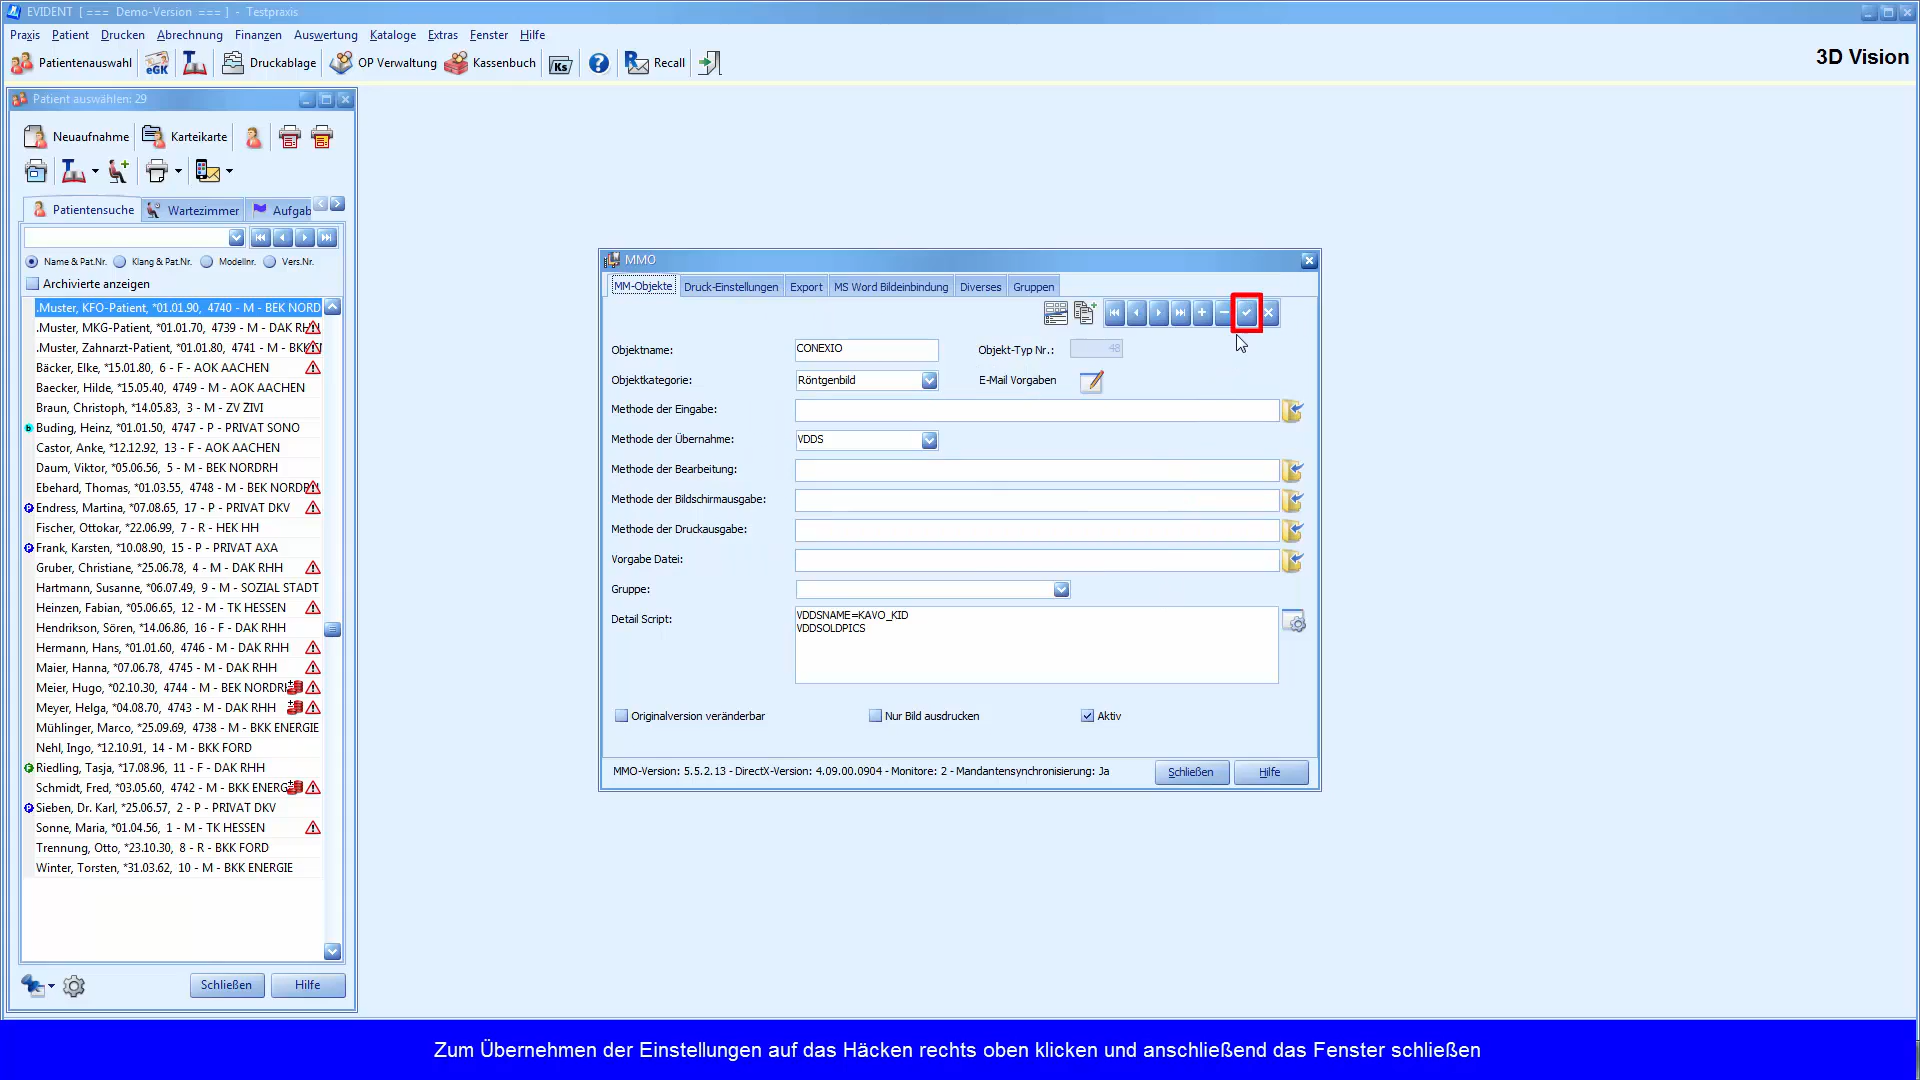 EVIDENT [ === Demo-Version === ] - Testpraxis
Praxis Patient Drucken Abrechnung Finanzen Auswertung Kataloge Extras Fenster Hilfe
Patientenauswahl eGK Druckablage OP Verwaltung Kassenbuch Ks Recall
3D Vision
Patient auswählen: 29
Neuaufnahme Karteikarte
Patientensuche Wartezimmer Aufgab
Name & Pat.Nr. Klang & Pat.Nr. Modellnr. Vers.Nr.
Archivierte anzeigen
.Muster, KFO-Patient, *01.01.90, 4740 - M - BEK NORD
.Muster, MKG-Patient, *01.01.70, 4739 - M - DAK RHH
.Muster, Zahnarzt-Patient, *01.01.80, 4741 - M - BKK
Bäcker, Elke, *15.01.80, 6 - F - AOK AACHEN
Baecker, Hilde, *15.05.40, 4749 - M - AOK AACHEN
Braun, Christoph, *14.05.83, 3 - M - ZV ZIVI
Buding, Heinz, *01.01.50, 4747 - P - PRIVAT SONO
Castor, Anke, *12.12.92, 13 - F - AOK AACHEN
Daum, Viktor, *05.06.56, 5 - M - BEK NORDRH
Ebehard, Thomas, *01.03.55, 4748 - M - BEK NORDR
Endress, Martina, *07.08.65, 17 - P - PRIVAT DKV
Fischer, Ottokar, *22.06.99, 7 - R - HEK HH
Frank, Karsten, *10.08.90, 15 - P - PRIVAT AXA
Gruber, Christiane, *25.06.78, 4 - M - DAK RHH
Hartmann, Susanne, *06.07.49, 9 - M - SOZIAL STADT
Heinzen, Fabian, *05.06.65, 12 - M - TK HESSEN
Hendrikson, Sören, *14.06.86, 16 - F - DAK RHH
Hermann, Hans, *01.01.60, 4746 - M - DAK RHH
Maier, Hanna, *07.06.78, 4745 - M - DAK RHH
Meier, Hugo, *02.10.30, 4744 - M - BEK NORDRH
Meyer, Helga, *04.08.70, 4743 - M - DAK RHH
Mühlinger, Marco, *25.09.69, 4738 - M - BKK ENERGIE
Nehl, Ingo, *12.10.91, 14 - M - BKK FORD
Riedling, Tasja, *17.08.96, 11 - F - DAK RHH
Schmidt, Fred, *03.05.60, 4742 - M - BKK ENERG
Sieben, Dr. Karl, *25.06.57, 2 - P - PRIVAT DKV
Sonne, Maria, *01.04.56, 1 - M - TK HESSEN
Trennung, Otto, *23.10.30, 8 - R - BKK FORD
Winter, Torsten, *31.03.62, 10 - M - BKK ENERGIE
Schließen Hilfe
MMO
MM-Objekte Druck-Einstellungen Export MS Word Bildeinbindung Diverses Gruppen
Objektname: CONEXIO Objekt-Typ Nr.: 48
Objektkategorie: Röntgenbild E-Mail Vorgaben
Methode der Eingabe:
Methode der Übernahme: VDDS
Methode der Bearbeitung:
Methode der Bildschirmausgabe:
Methode der Druckausgabe:
Vorgabe Datei:
Gruppe:
Detail Script: VDDSNAME=KAVO_KID
VDDSOLDPICS
Originalversion veränderbar Nur Bild ausdrucken Aktiv
MMO-Version: 5.5.2.13 - DirectX-Version: 4.09.00.0904 - Monitore: 2 - Mandantensynchronisierung: Ja
Schließen Hilfe
Zum Übernehmen der Einstellungen auf das Häcken rechts oben klicken und anschließend das Fenster schließen